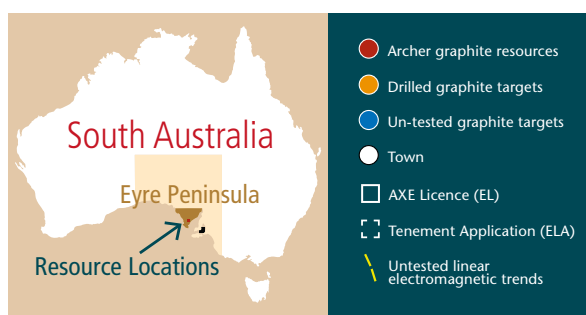 South Australia
Eyre Peninsula
Resource Locations
Archer graphite resources
Drilled graphite targets
Un-tested graphite targets
Town
AXE Licence (EL)
Tenement Application (ELA)
Untested linear
electromagnetic trends